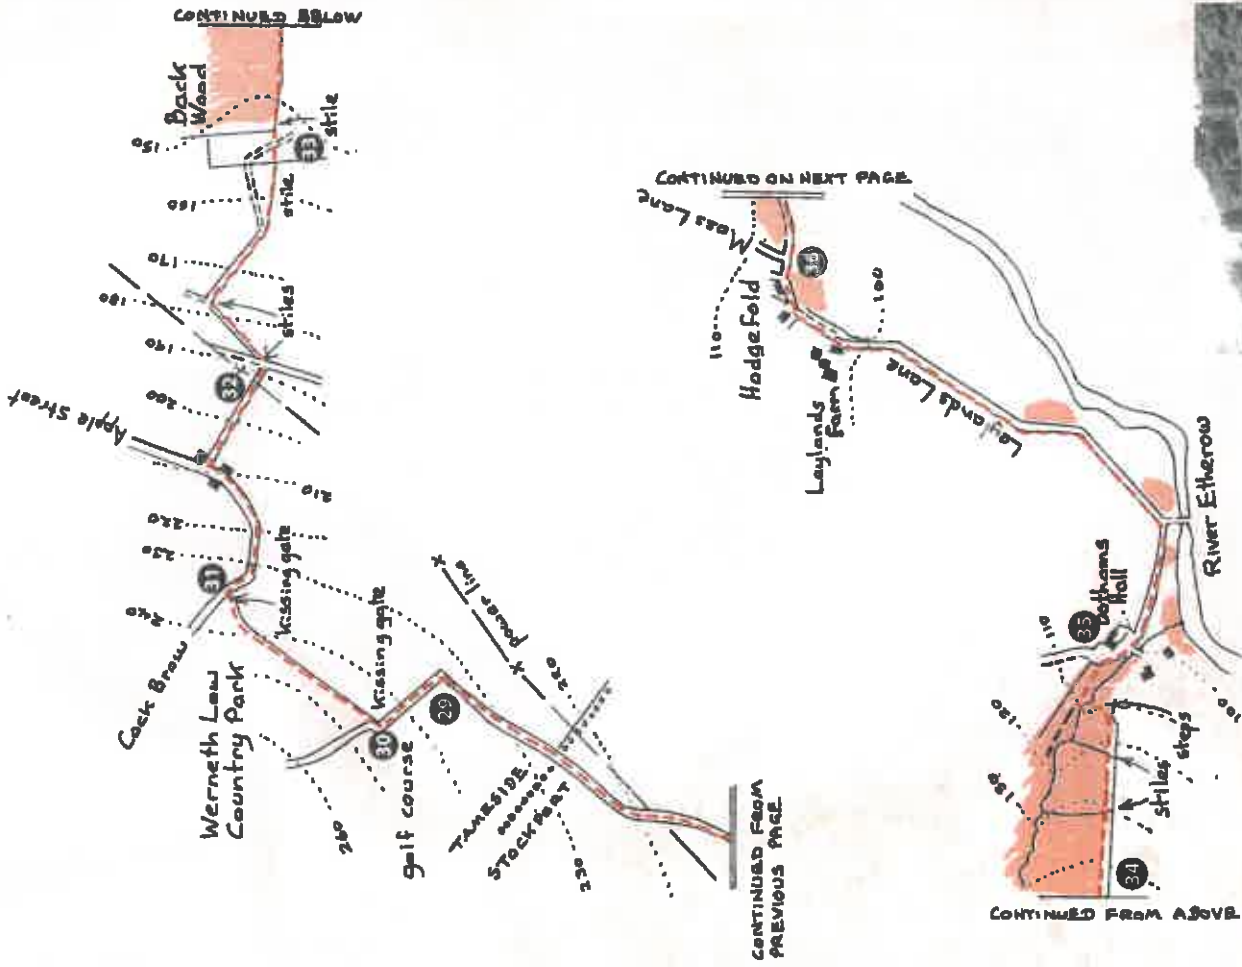 CONTINUED BELOW
Back
Wood
150
stile
33
160
stile
170
180
stiles
190
32
200
Apple Street
210
220
230
31
kissing gate
240
Cock Brow
Werneth Low
Country Park
kissing gate
30
29
golf course
260
x power line x
220
TAMESIDE
STOCKPORT
230
CONTINUED FROM
PREVIOUS PAGE
CONTINUED ON NEXT PAGE
Moss Lane
36
110
Hodgefold
100
Leylands
Farm
Leylands Lane
River Etherow
Hall
35
110
120
130
steps
stiles
100
34
CONTINUED FROM ABOVE